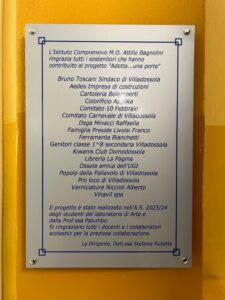 L'Istituto Comprensivo M.O. Attilio Bagnolini
ringrazia tutti i sostenitori che hanno
contribuito al progetto "Adotta...una porta"
Bruno Toscani Sindaco di Villadossola
Aedes Impresa di costruzioni
Cartoleria
Colorificio
Comitato 10 Febbraio
Comitato Carnevale di Villadossola
Doga Minacci Raffaella
Famiglia Preside Livolsi Franco
Ferramenta Bianchetti
Genitori classe 1^B secondaria Villadossola
Kiwanis Club Domodossola
Libreria La Pagina
Ossola amica dell'UGI
Popolo della Pallavolo di Villadossola
Pro loco di Villadossola
Verniciature Niccioli Alberto
Vinavil spa
Il progetto è stato realizzato nell'A.S. 2023/24
dagli studenti del laboratorio di Arte e
dalla Prof.ssa Palumbo.
Si ringraziano tutti i docenti e i collaboratori
scolastici per la preziosa collaborazione.
La Dirigente, Dott.ssa Stefania Rubatto